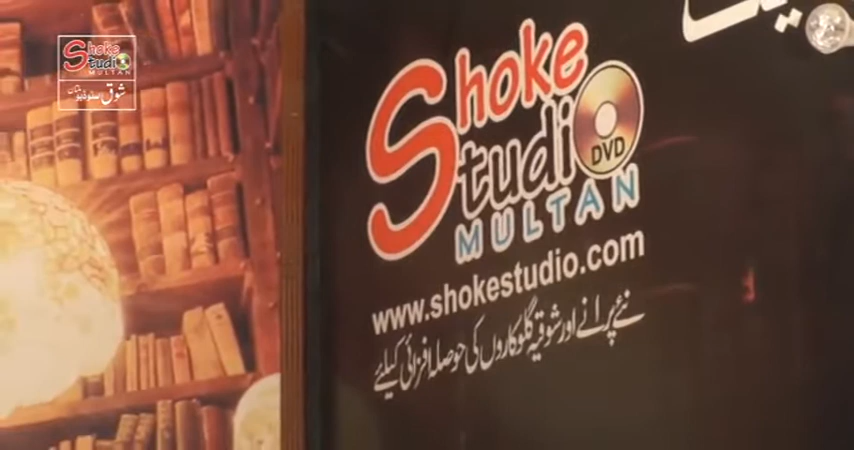 Shoke
Studio
MULTAN
شوق سٹوڈیو ملتان
Shoke
Studio
DVD
MULTAN
www.shokestudio.com
نئے پرانے اور شوقیہ گلوکاروں کی حوصلہ افزائی کیلئے